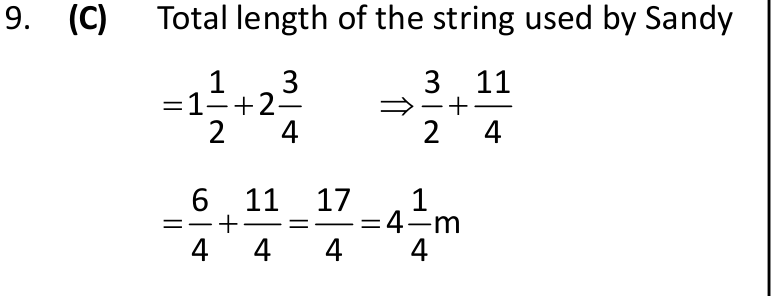 9. (C) Total length of the string used by Sandy
=1 1/2 + 2 3/4 ⇒ 3/2 + 11/4
= 6/4 + 11/4 = 17/4 = 4 1/4 m